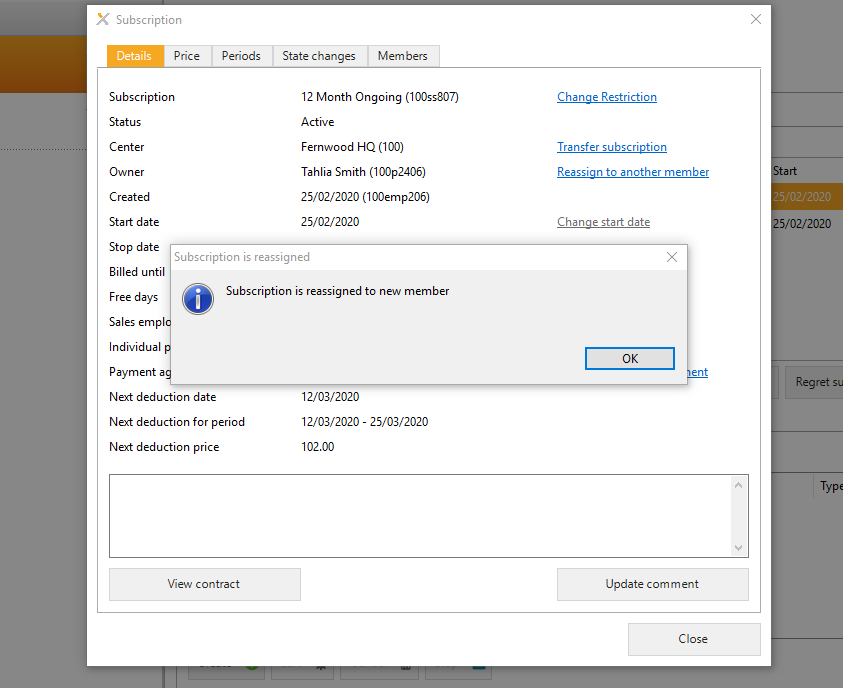 Subscription
Details Price Periods State changes Members
Subscription 12 Month Ongoing (100ss807) Change Restriction
Status Active
Center Fernwood HQ (100) Transfer subscription
Owner Tahlia Smith (100p2406) Reassign to another member
Created 25/02/2020 (100emp206)
Start date 25/02/2020 Change start date
Stop date
Billed until
Free days
Sales emplo
Individual p
Payment ag ment
Next deduction date 12/03/2020
Next deduction for period 12/03/2020 - 25/03/2020
Next deduction price 102.00
Subscription is reassigned
Subscription is reassigned to new member
OK
View contract Update comment
Close
Start
25/02/2020
25/02/2020
Regret su
Type